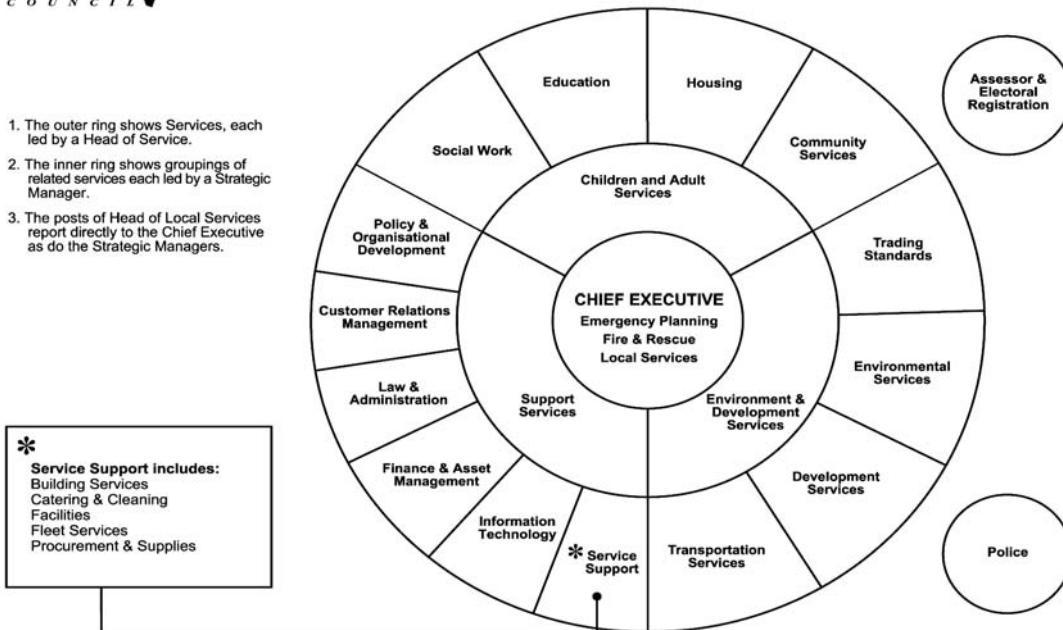 COUNCIL
1. The outer ring shows Services, each
led by a Head of Service.
2. The inner ring shows groupings of
related services each led by a Strategic
Manager.
3. The posts of Head of Local Services
report directly to the Chief Executive
as do the Strategic Managers.
Education
Housing
Social Work
Community
Services
Children and Adult
Services
Policy &
Organisational
Development
Trading
Standards
Customer Relations
Management
CHIEF EXECUTIVE
Emergency Planning
Fire & Rescue
Local Services
Environmental
Services
Law &
Administration
Support
Services
Environment &
Development
Services
Finance & Asset
Management
Development
Services
Information
Technology
* Service
Support
Transportation
Services
Assessor &
Electoral
Registration
Police
*
Service Support includes:
Building Services
Catering & Cleaning
Facilities
Fleet Services
Procurement & Supplies